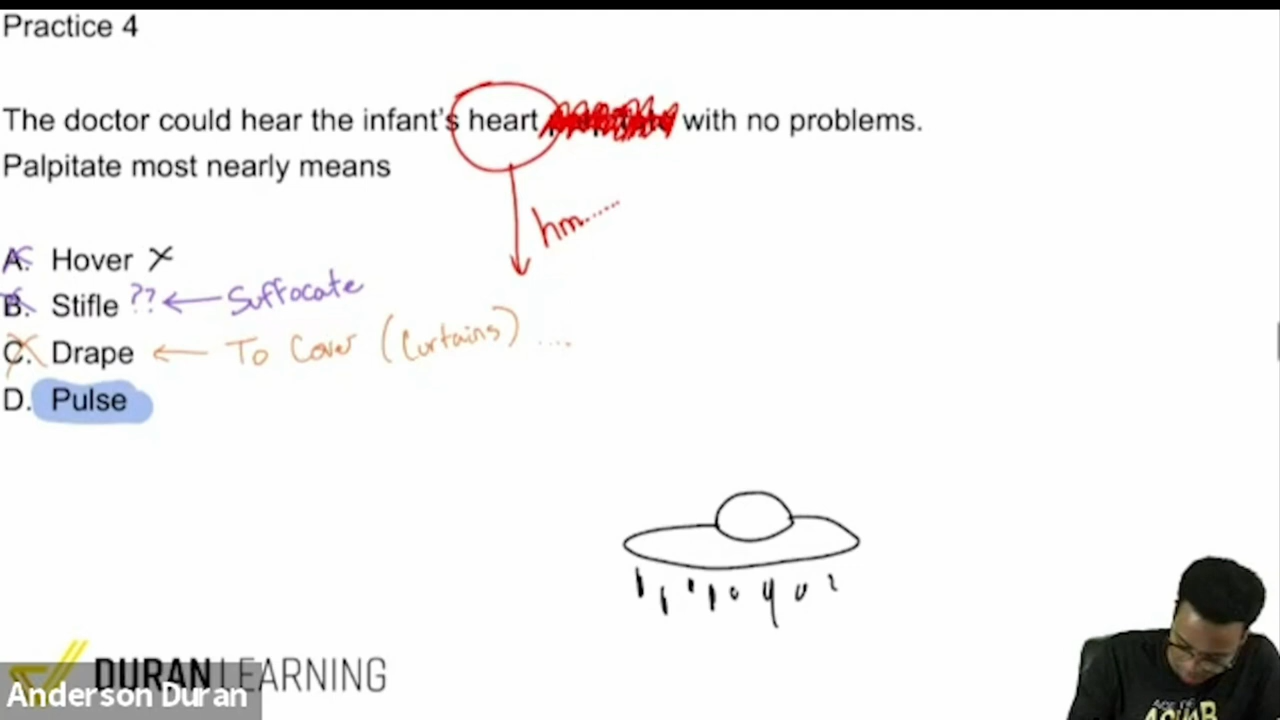 Practice 4
The doctor could hear the infant's heart with no problems.
Palpitate most nearly means
hm......
A. Hover
B. Stifle ?? Suffocate
C. Drape To Cover (Curtains) ....
D. Pulse
DURAN LEARNING
Anderson Duran